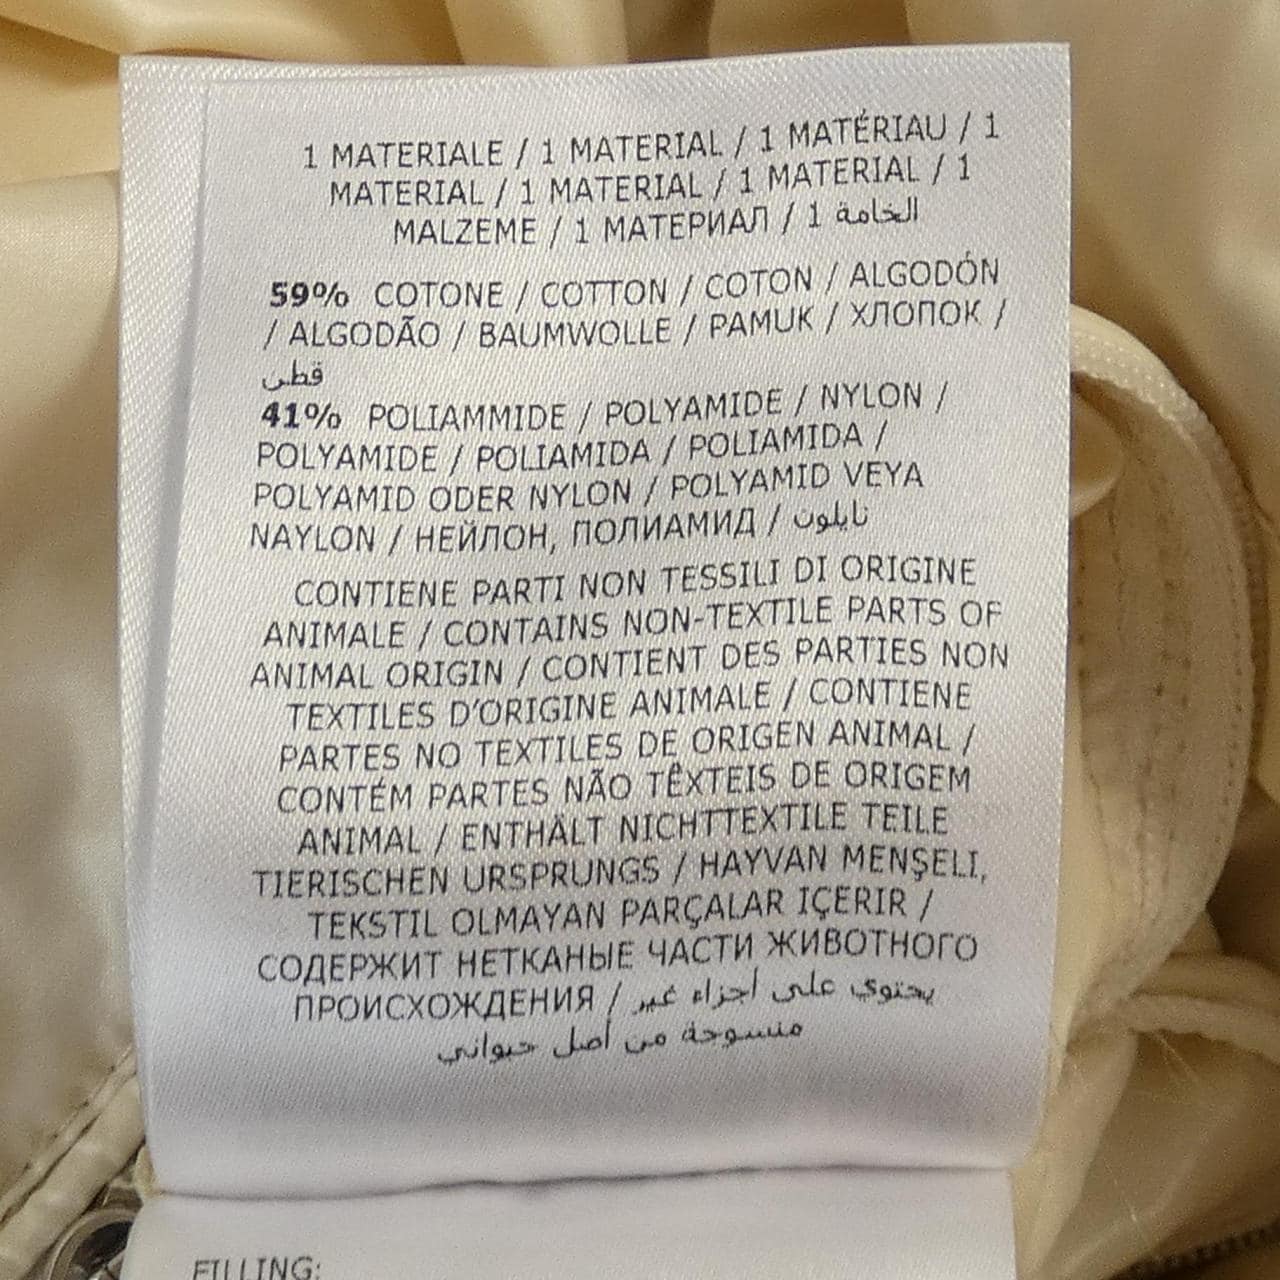 1 MATERIALE / 1 MATERIAL / 1 MATÉRIAU / 1
MATERIAL / 1 MATERIAL / 1 MATERIAL / 1
MALZEME / 1 МАТЕРИАЛ / 1 الخامة
59% COTONE / COTTON / COTON / ALGODÓN
/ ALGODÃO / BAUMWOLLE / PAMUK / ХЛОПОК /
قطن
41% POLIAMMIDE / POLYAMIDE / NYLON /
POLYAMIDE / POLIAMIDA / POLIAMIDA /
POLYAMID ODER NYLON / POLYAMID VEYA
NAYLON / НЕЙЛОН, ПОЛИАМИД / نايلون
CONTIENE PARTI NON TESSILI DI ORIGINE
ANIMALE / CONTAINS NON-TEXTILE PARTS OF
ANIMAL ORIGIN / CONTIENT DES PARTIES NON
TEXTILES D'ORIGINE ANIMALE / CONTIENE
PARTES NO TEXTILES DE ORIGEN ANIMAL /
CONTÉM PARTES NÃO TÊXTEIS DE ORIGEM
ANIMAL / ENTHÄLT NICHTTEXTILE TEILE
TIERISCHEN URSPRUNGS / HAYVAN MENŞELİ,
TEKSTİL OLMAYAN PARÇALAR İÇERİR /
СОДЕРЖИТ НЕТКАНЫЕ ЧАСТИ ЖИВОТНОГО
ПРОИСХОЖДЕНИЯ / يحتوي على أجزاء غير
منسوجة من أصل حيواني
FILLING: